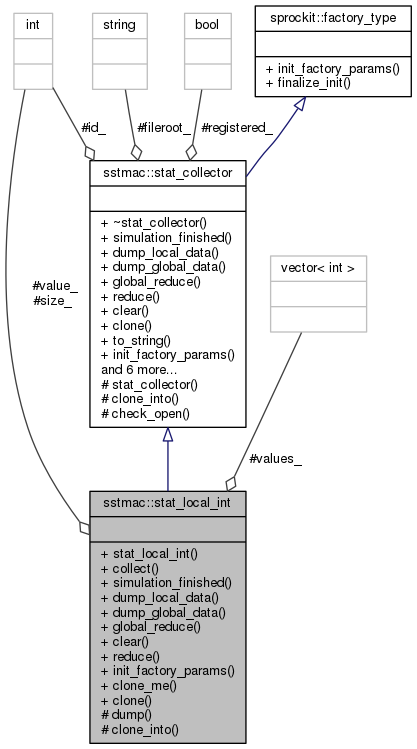 int
string
bool
sprockit::factory_type
+ init_factory_params()
+ finalize_init()
#id_
#fileroot_
#registered_
sstmac::stat_collector
+ ~stat_collector()
+ simulation_finished()
+ dump_local_data()
+ dump_global_data()
+ global_reduce()
+ reduce()
+ clear()
+ clone()
+ to_string()
+ init_factory_params()
and 6 more...
# stat_collector()
# clone_into()
# check_open()
#value_
#size_
vector< int >
#values_
sstmac::stat_local_int
+ stat_local_int()
+ collect()
+ simulation_finished()
+ dump_local_data()
+ dump_global_data()
+ global_reduce()
+ clear()
+ reduce()
+ init_factory_params()
+ clone_me()
+ clone()
# dump()
# clone_into()